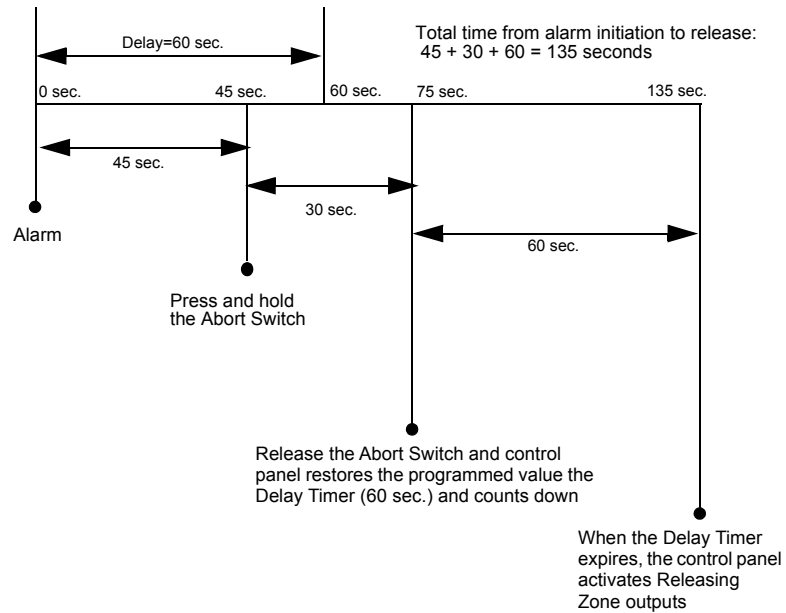 Delay=60 sec.
Total time from alarm initiation to release:
45 + 30 + 60 = 135 seconds
0 sec.
45 sec.
60 sec.
75 sec.
135 sec.
45 sec.
30 sec.
60 sec.
Alarm
Press and hold
the Abort Switch
Release the Abort Switch and control
panel restores the programmed value the
Delay Timer (60 sec.) and counts down
When the Delay Timer
expires, the control panel
activates Releasing
Zone outputs